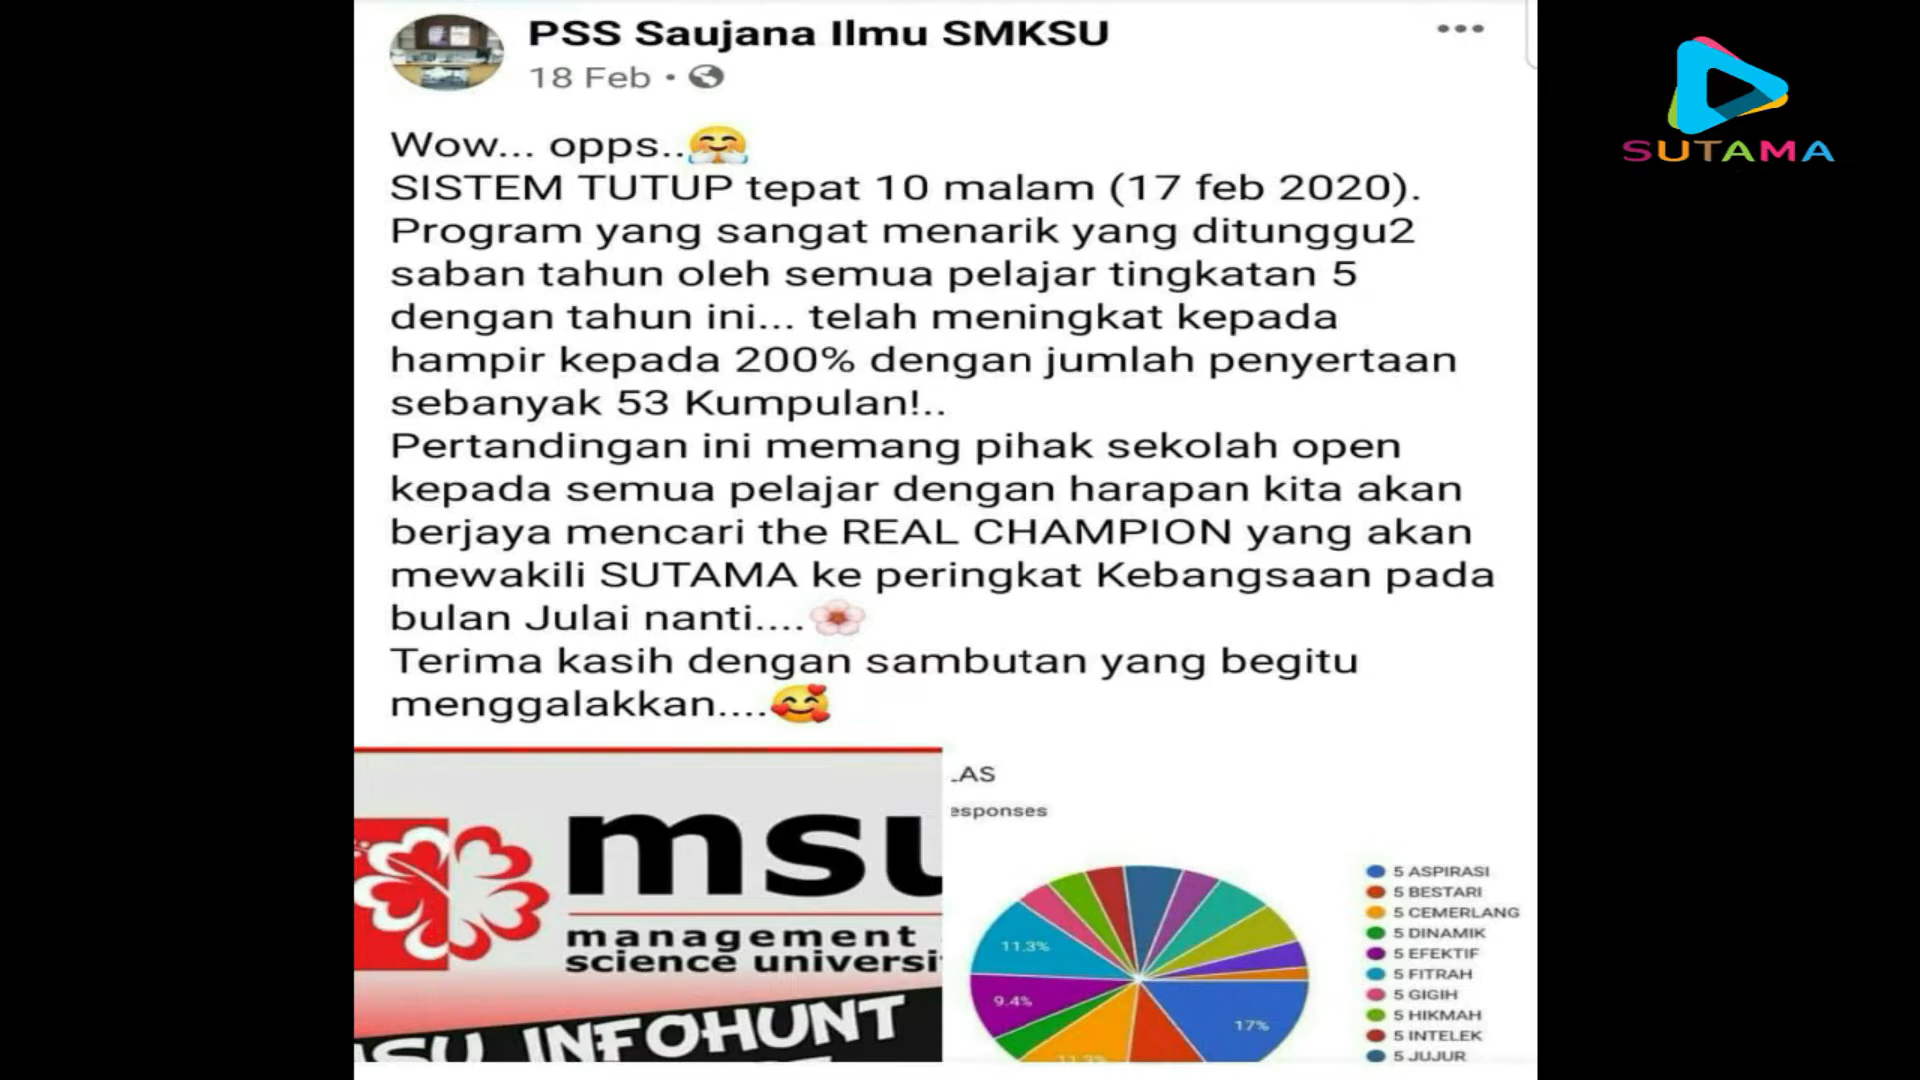 PSS Saujana Ilmu SMKSU
18 Feb •
SUTAMA
Wow... opps..🤗
SISTEM TUTUP tepat 10 malam (17 feb 2020).
Program yang sangat menarik yang ditunggu2
saban tahun oleh semua pelajar tingkatan 5
dengan tahun ini... telah meningkat kepada
hampir kepada 200% dengan jumlah penyertaan
sebanyak 53 Kumpulan!..
Pertandingan ini memang pihak sekolah open
kepada semua pelajar dengan harapan kita akan
berjaya mencari the REAL CHAMPION yang akan
mewakili SUTAMA ke peringkat Kebangsaan pada
bulan Julai nanti....🌸
Terima kasih dengan sambutan yang begitu
menggalakkan....🥰
msu
management
science universi
SU INFOHUNT
LAS
esponses
11.3%
9.4%
17%
11.3%
5 ASPIRASI
5 BESTARI
5 CEMERLANG
5 DINAMIK
5 EFEKTIF
5 FITRAH
5 GIGIH
5 HIKMAH
5 INTELEK
5 JUJUR